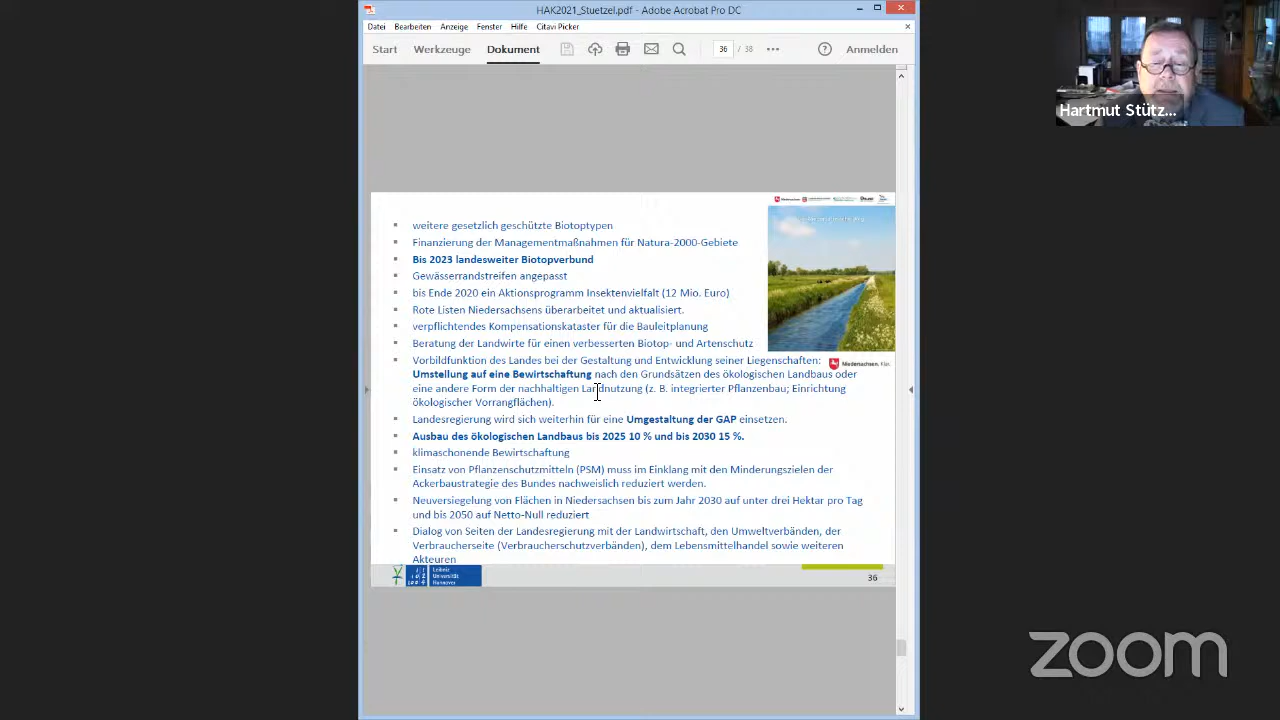 HAK2021_Stuetzel.pdf - Adobe Acrobat Pro DC
Datei Bearbeiten Anzeige Fenster Hilfe Citavi Picker
Start Werkzeuge Dokument 36 / 38 Anmelden
Hartmut Stütz...
weitere gesetzlich geschützte Biotoptypen
Finanzierung der Managementmaßnahmen für Natura-2000-Gebiete
Bis 2023 landesweiter Biotopverbund
Gewässerrandstreifen angepasst
bis Ende 2020 ein Aktionsprogramm Insektenvielfalt (12 Mio. Euro)
Rote Listen Niedersachsens überarbeitet und aktualisiert.
verpflichtendes Kompensationskataster für die Bauleitplanung
Beratung der Landwirte für einen verbesserten Biotop- und Artenschutz
Vorbildfunktion des Landes bei der Gestaltung und Entwicklung seiner Liegenschaften:
Umstellung auf eine Bewirtschaftung nach den Grundsätzen des ökologischen Landbaus oder
eine andere Form der nachhaltigen Landnutzung (z. B. integrierter Pflanzenbau; Einrichtung
ökologischer Vorrangflächen).
Landesregierung wird sich weiterhin für eine Umgestaltung der GAP einsetzen.
Ausbau des ökologischen Landbaus bis 2025 10 % und bis 2030 15 %.
klimaschonende Bewirtschaftung
Einsatz von Pflanzenschutzmitteln (PSM) muss im Einklang mit den Minderungszielen der
Ackerbaustrategie des Bundes nachweislich reduziert werden.
Neuversiegelung von Flächen in Niedersachsen bis zum Jahr 2030 auf unter drei Hektar pro Tag
und bis 2050 auf Netto-Null reduziert
Dialog von Seiten der Landesregierung mit der Landwirtschaft, den Umweltverbänden, der
Verbraucherseite (Verbraucherschutzverbänden), dem Lebensmittelhandel sowie weiteren
Akteuren
Niedersachsen. Klar.
Leibniz
Universität
Hannover
36
zoom